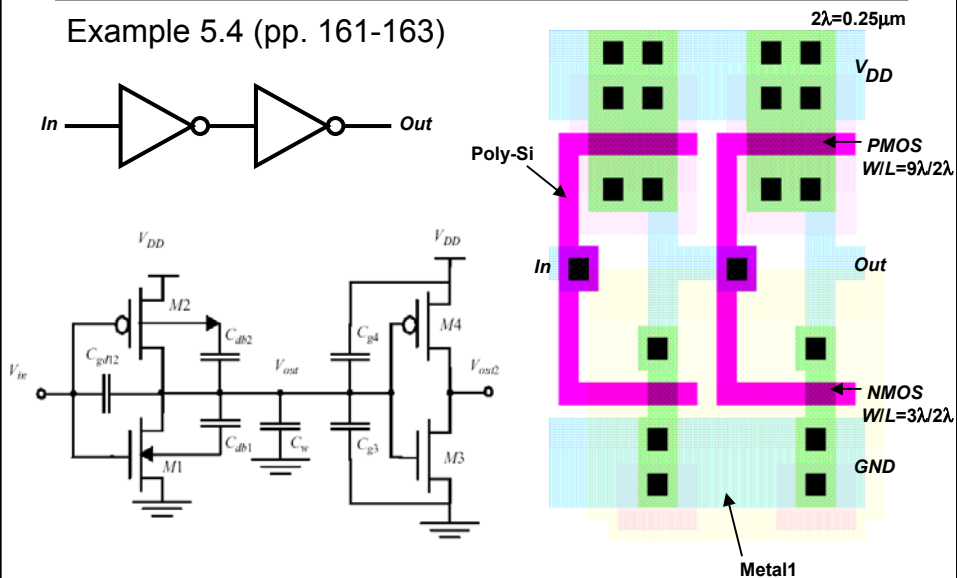 Example 5.4 (pp. 161-163)
2λ=0.25μm
In
Out
V_DD
Poly-Si
PMOS
W/L=9λ/2λ
In
Out
NMOS
W/L=3λ/2λ
GND
Metal1
V_DD
V_DD
M2
M4
C_db2
C_g4
C_gd12
V_in
V_out
V_out2
C_db1
C_w
C_g3
M1
M3